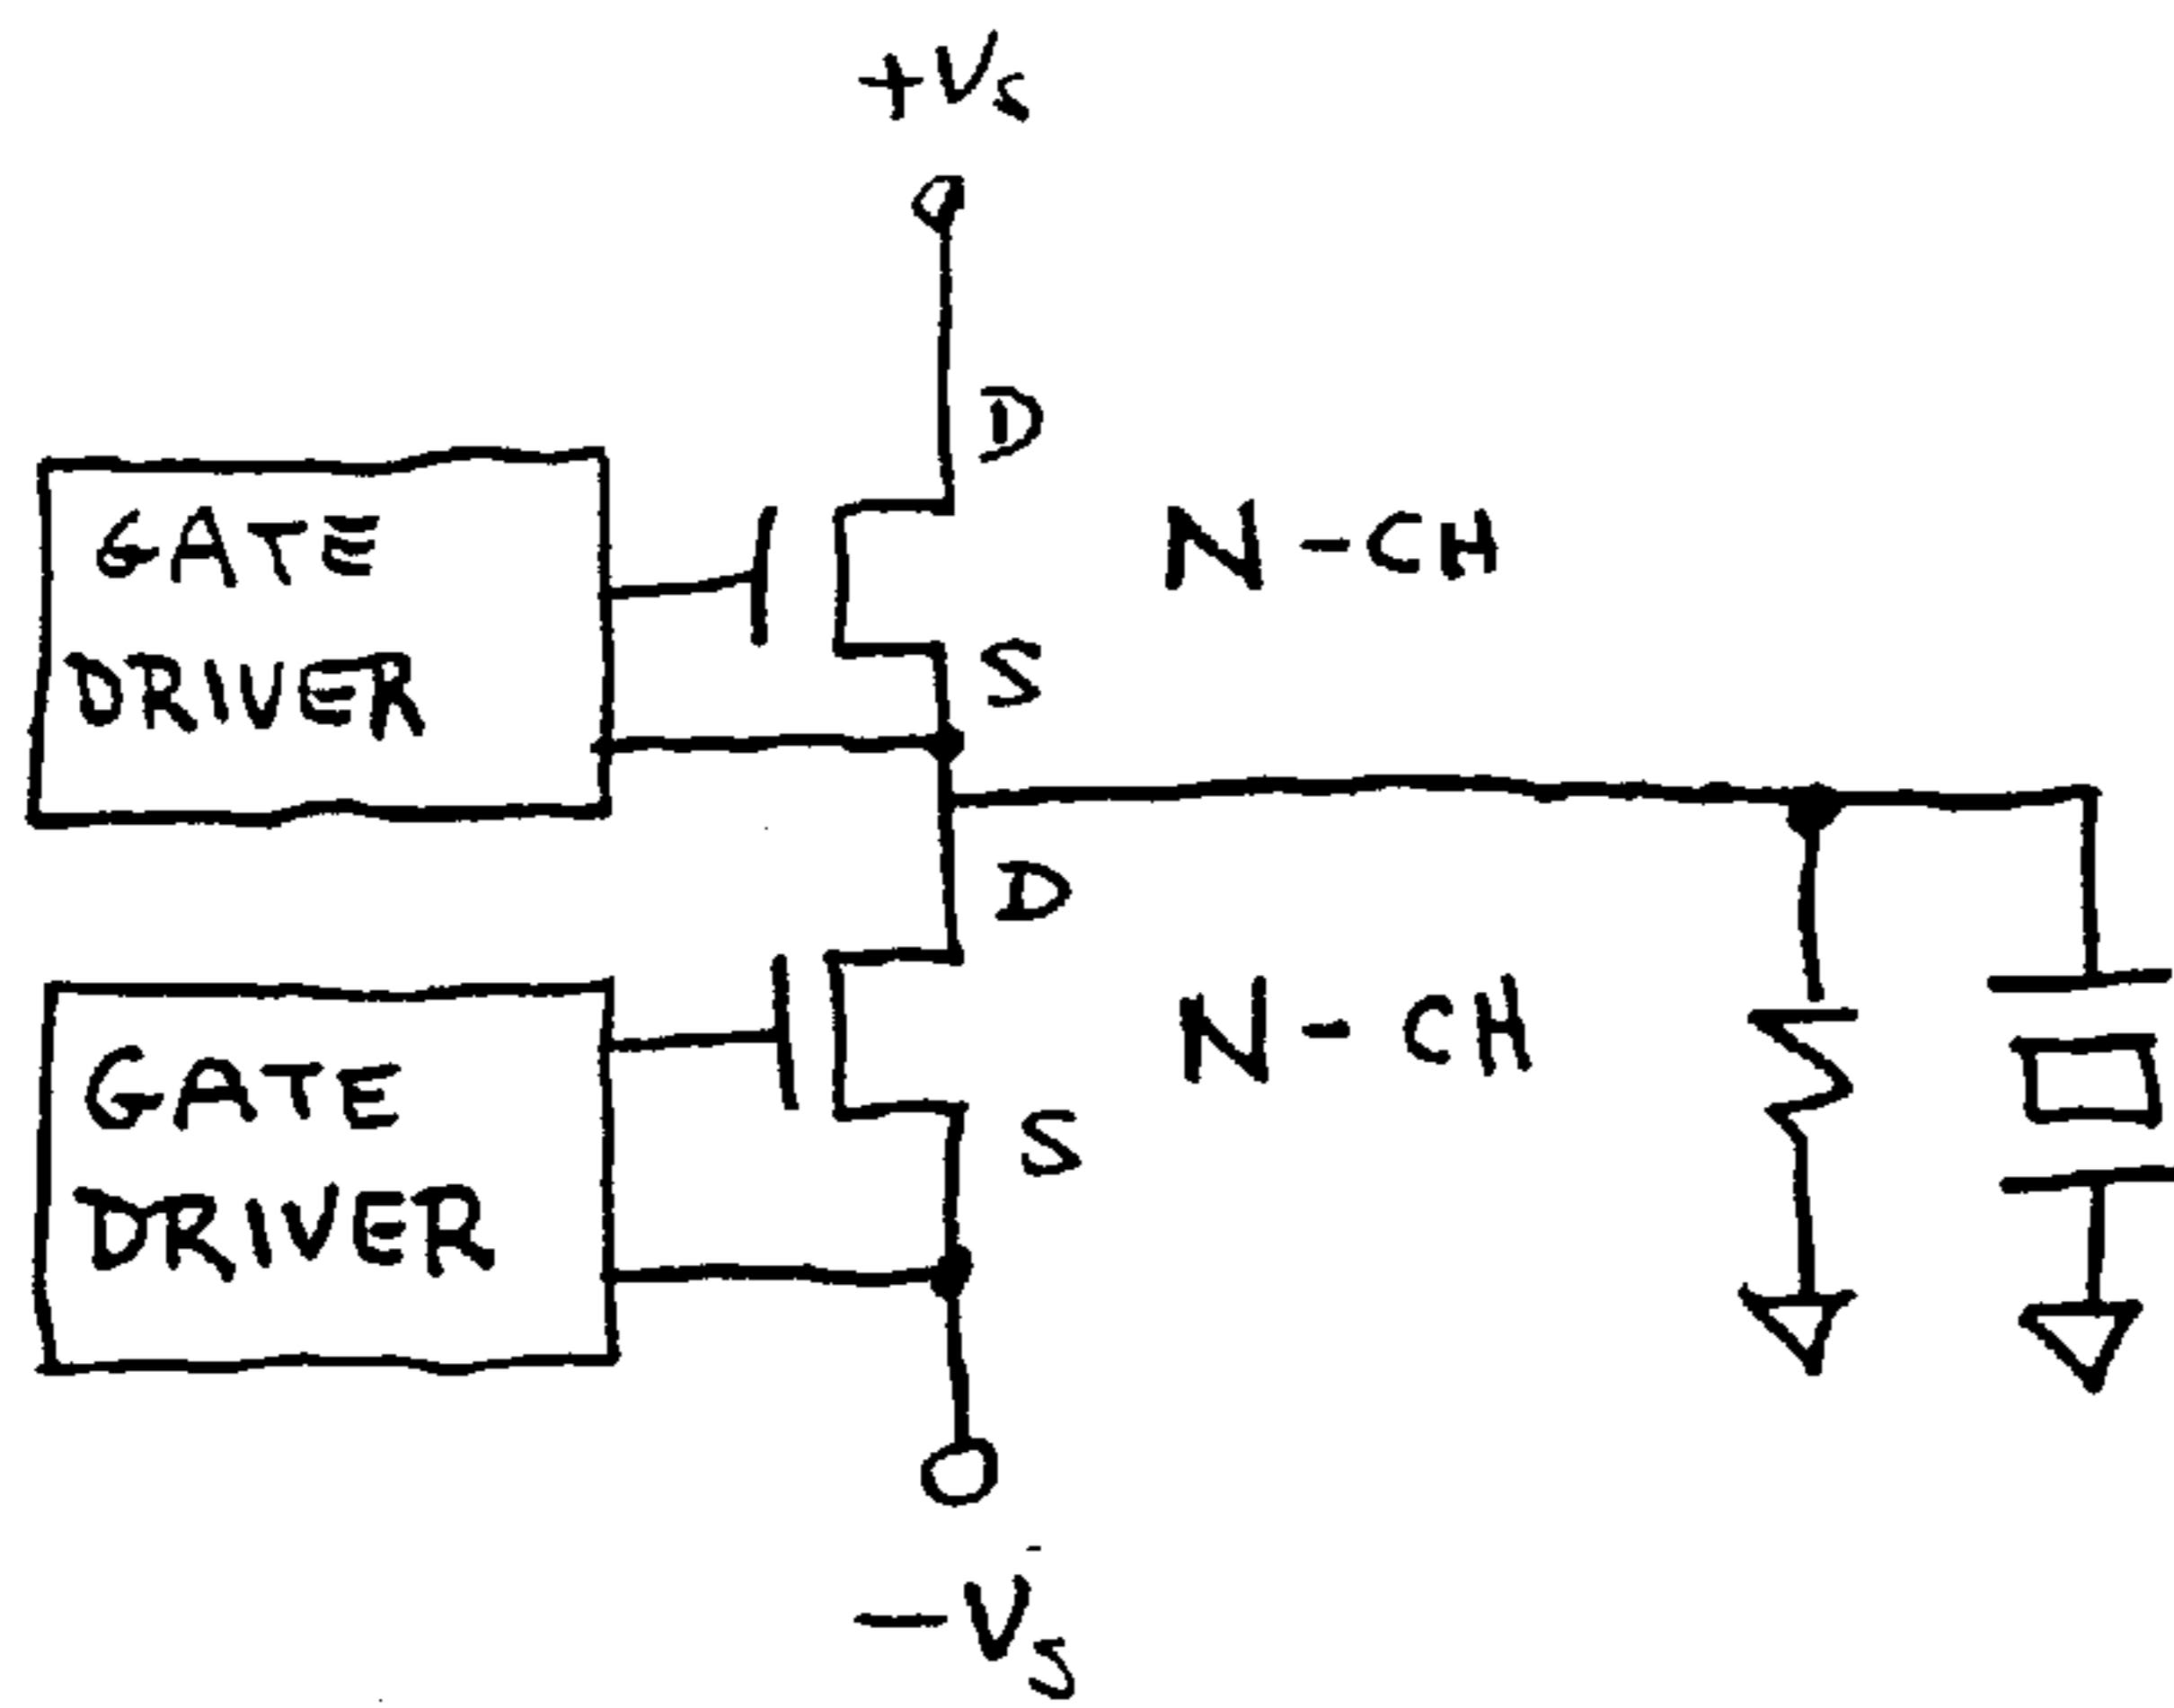 +Vs
D
GATE
DRIVER
N-CH
S
D
GATE
DRIVER
N-CH
S
-Vs